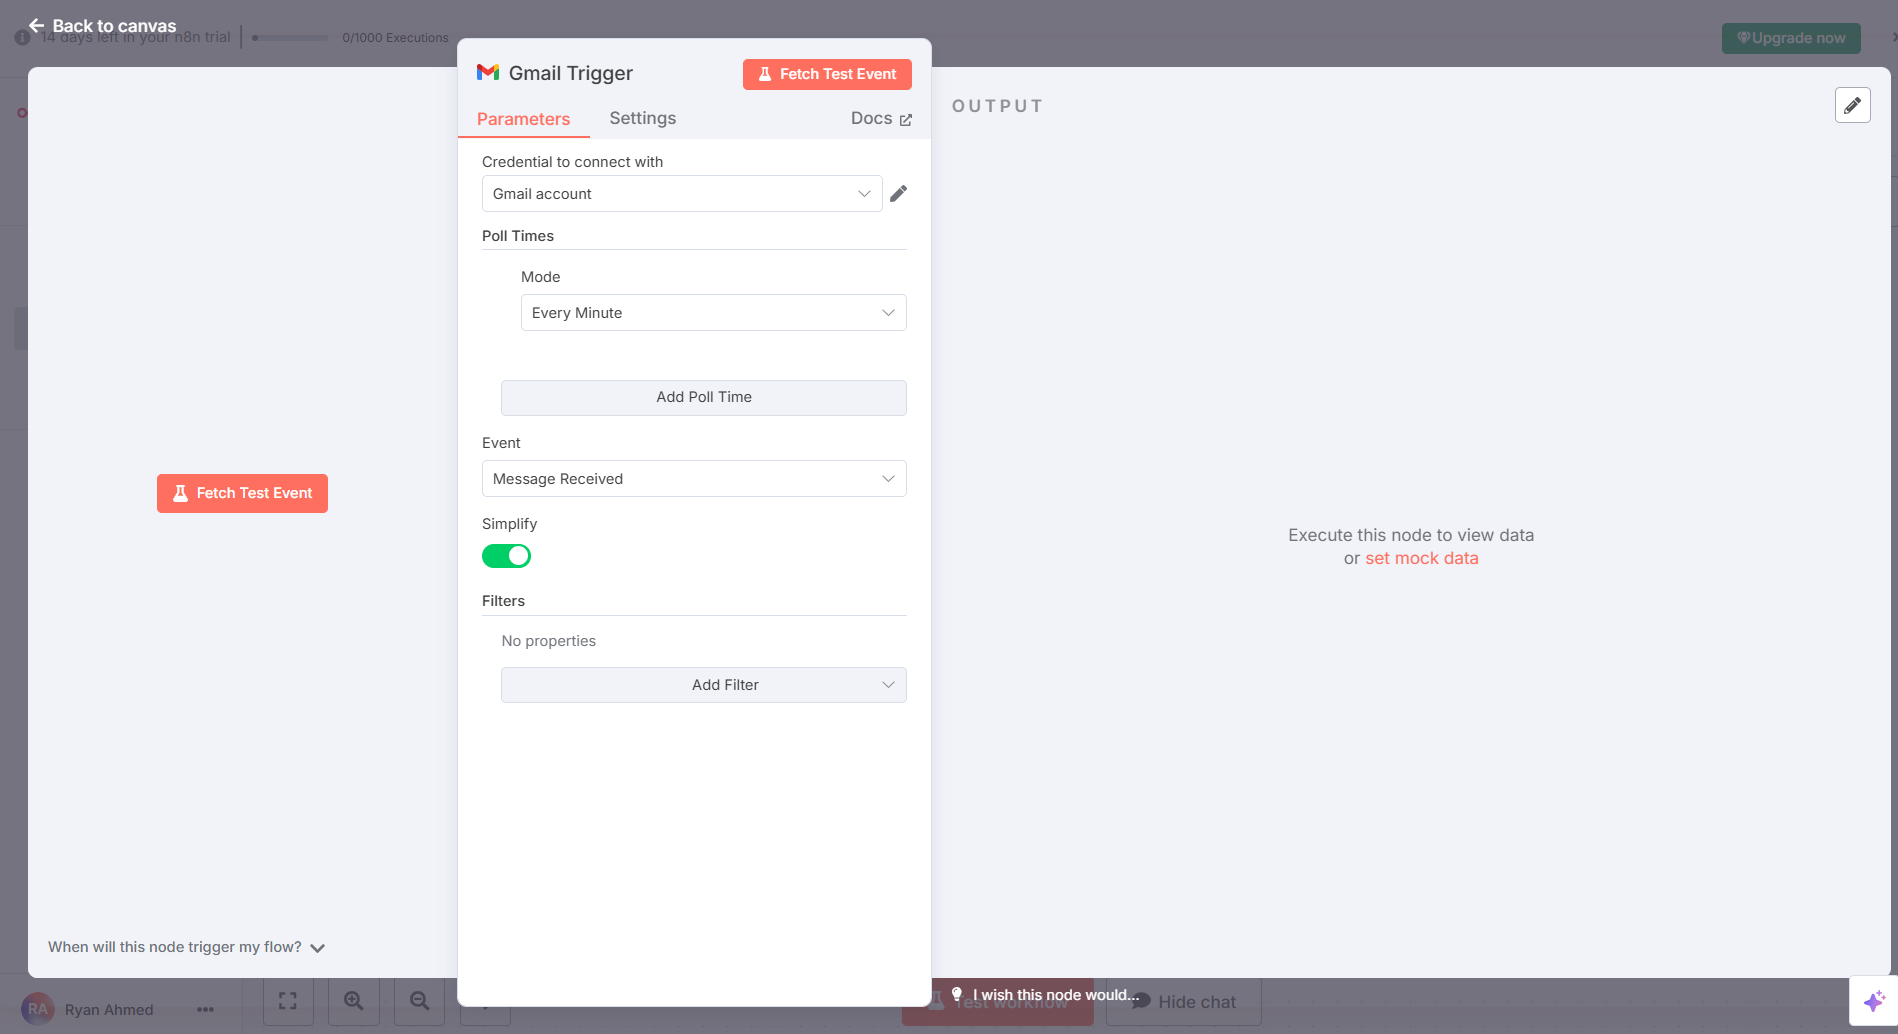 Back to canvas
14 days left in your n8n trial
0/1000 Executions
Upgrade now
Gmail Trigger
Fetch Test Event
Parameters
Settings
Docs
Credential to connect with
Gmail account
Poll Times
Mode
Every Minute
Add Poll Time
Event
Message Received
Simplify
Filters
No properties
Add Filter
Fetch Test Event
When will this node trigger my flow?
OUTPUT
Execute this node to view data
or set mock data
RA
Ryan Ahmed
I wish this node would...
Test workflow
Hide chat